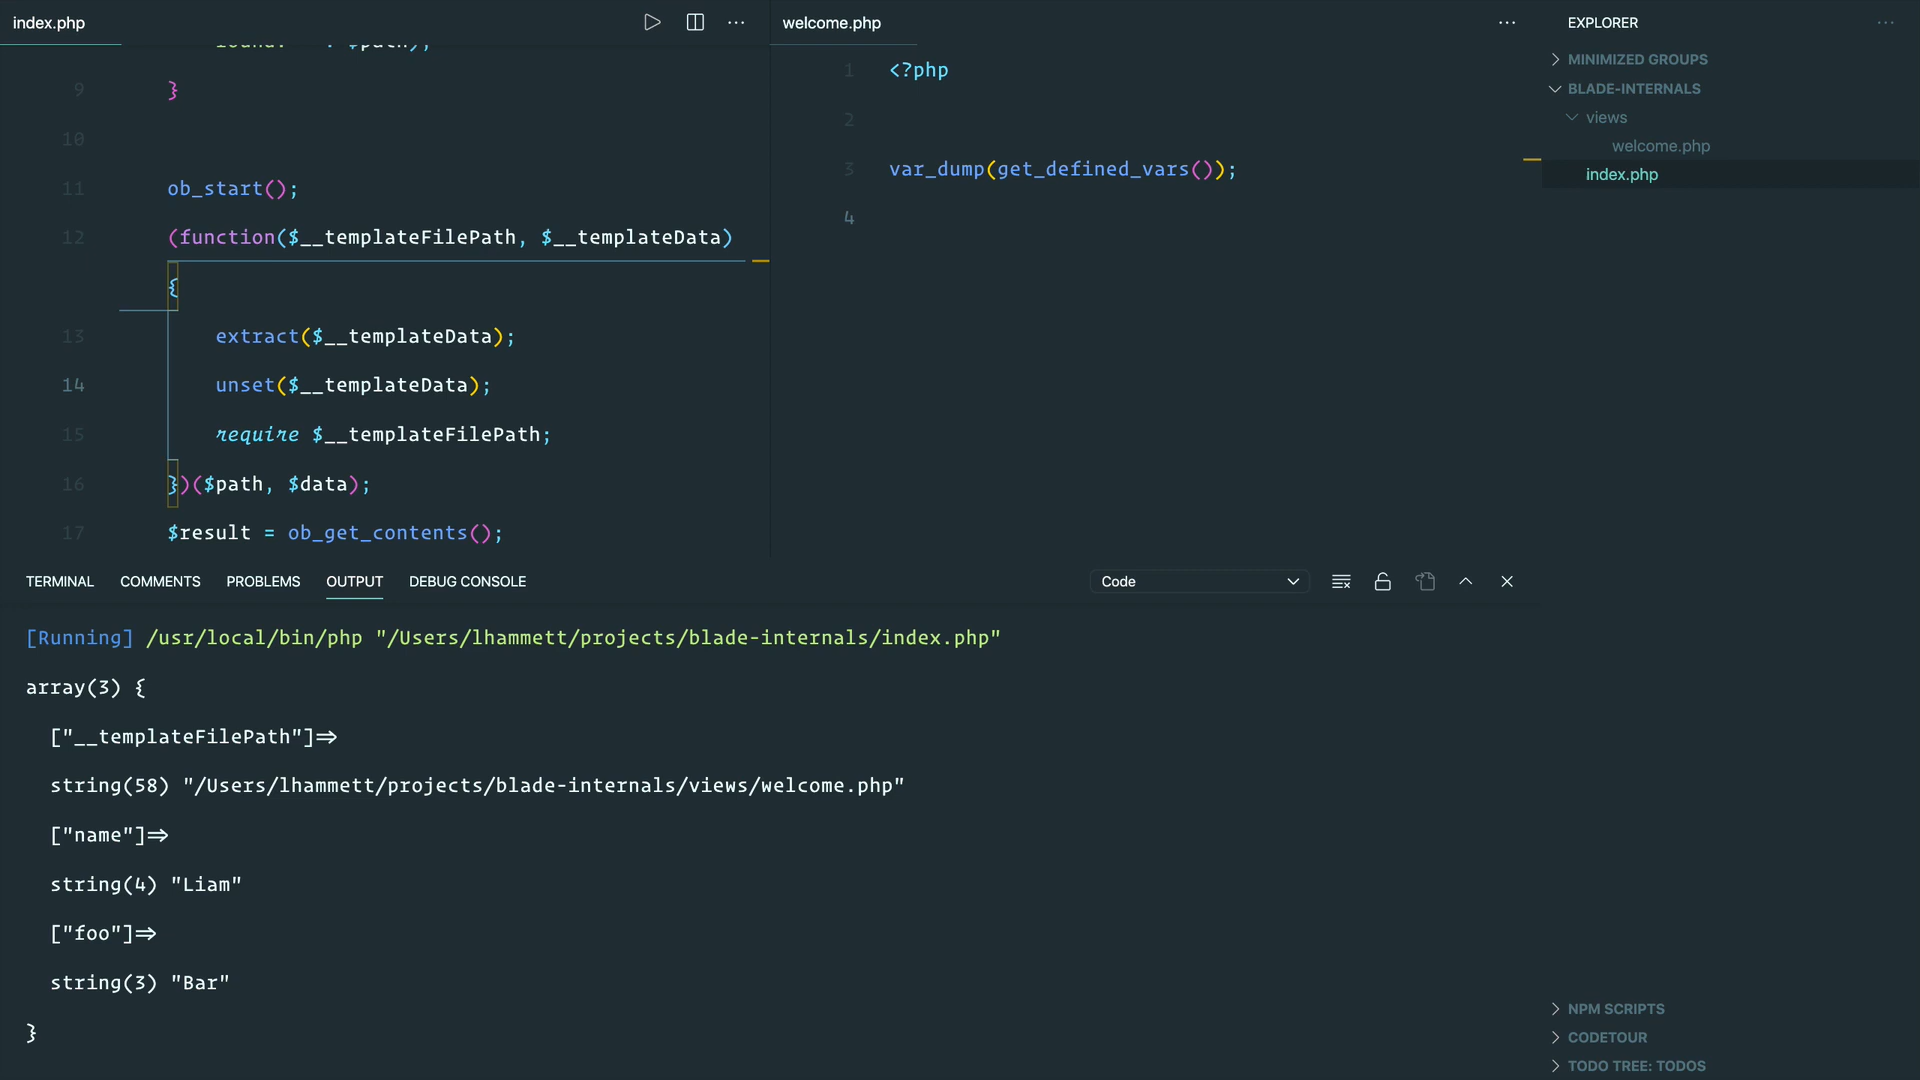 index.php
9 }
10
11 ob_start();
12 (function($__templateFilePath, $__templateData)
{
13 extract($__templateData);
14 unset($__templateData);
15 require $__templateFilePath;
16 })($path, $data);
17 $result = ob_get_contents();
welcome.php
1 <?php
2
3 var_dump(get_defined_vars());
4
EXPLORER
MINIMIZED GROUPS
BLADE-INTERNALS
views
welcome.php
index.php
NPM SCRIPTS
CODETOUR
TODO TREE: TODOS
TERMINAL COMMENTS PROBLEMS OUTPUT DEBUG CONSOLE Code
[Running] /usr/local/bin/php "/Users/lhammett/projects/blade-internals/index.php"
array(3) {
["__templateFilePath"]=>
string(58) "/Users/lhammett/projects/blade-internals/views/welcome.php"
["name"]=>
string(4) "Liam"
["foo"]=>
string(3) "Bar"
}